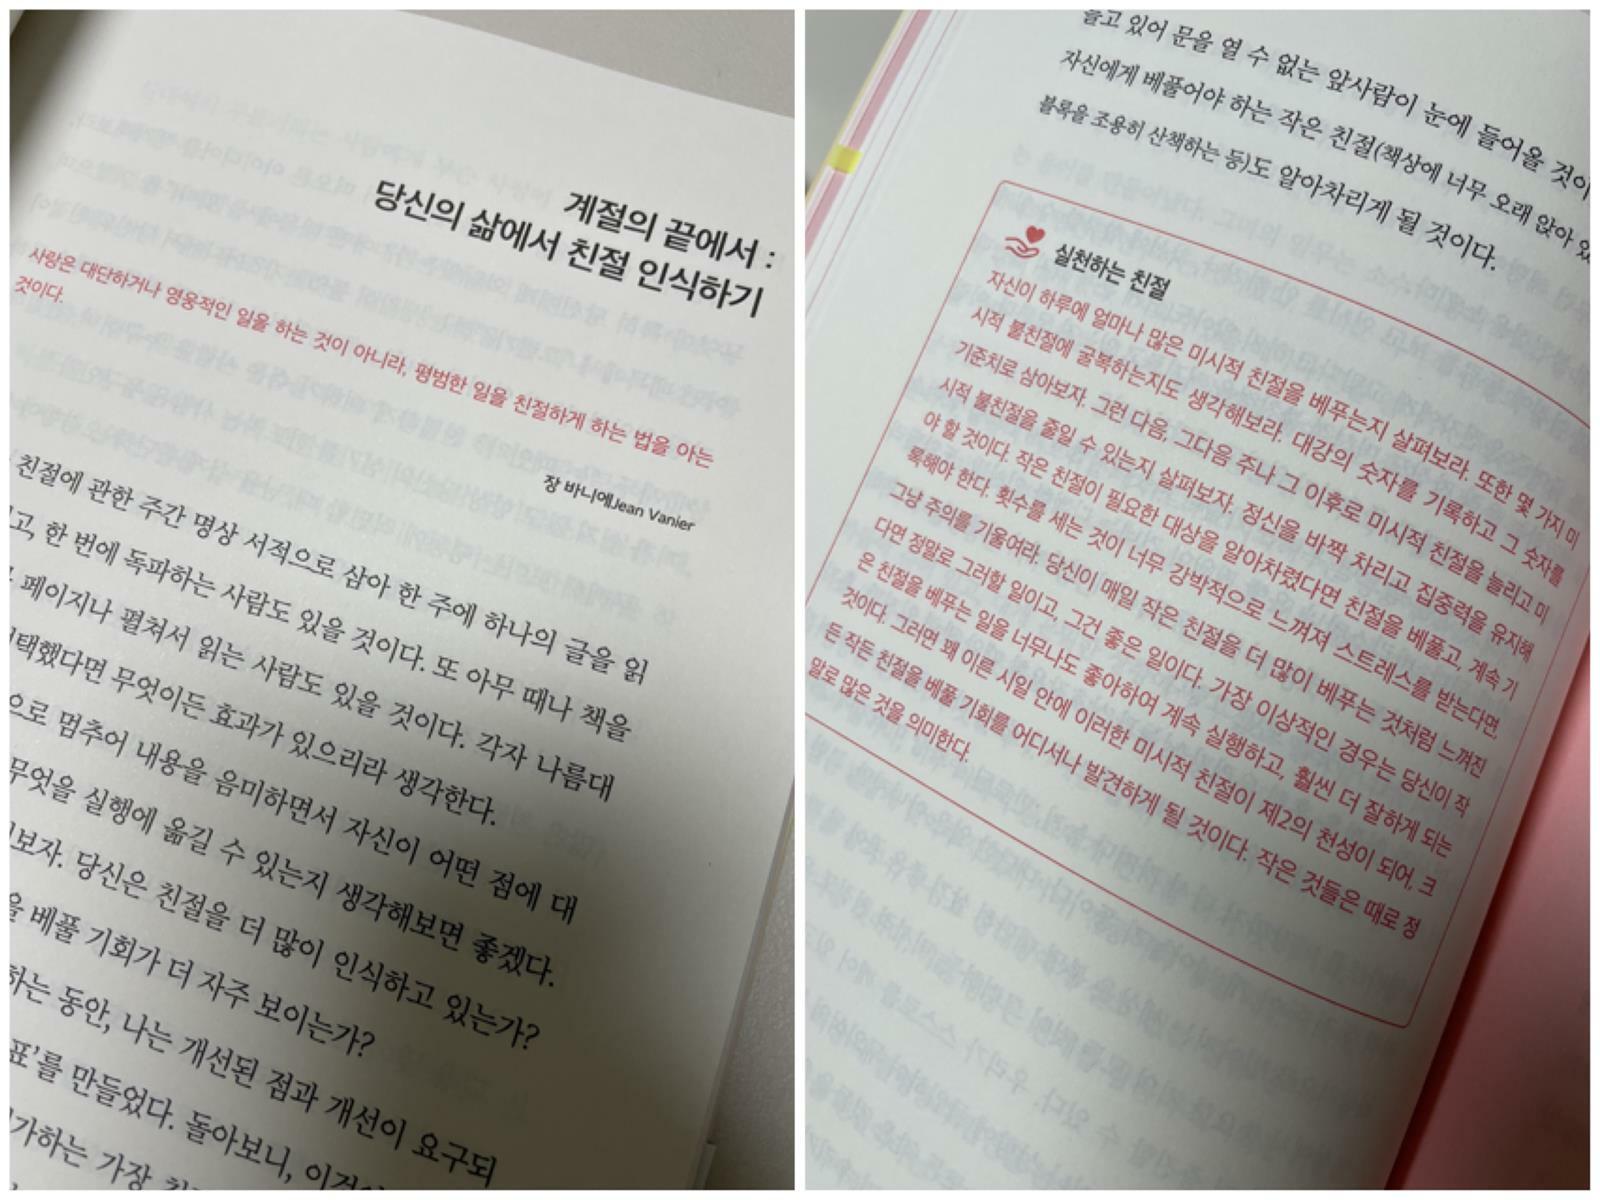 계절의 끝에서 :
당신의 삶에서 친절 인식하기
사랑은 대단하거나 영웅적인 일을 하는 것이 아니라, 평범한 일을 친절하게 하는 법을 아는
것이다.
장 바니에Jean Vanier
친절에 관한 주간 명상 서적으로 삼아 한 주에 하나의 글을 읽
고, 한 번에 독파하는 사람도 있을 것이다. 또 아무 때나 책을
페이지나 펼쳐서 읽는 사람도 있을 것이다. 각자 나름대
택했다면 무엇이든 효과가 있으리라 생각한다.
으로 멈추어 내용을 음미하면서 자신이 어떤 점에 대
무엇을 실행에 옮길 수 있는지 생각해보면 좋겠다.
보자. 당신은 친절을 더 많이 인식하고 있는가?
을 베풀 기회가 더 자주 보이는가?
하는 동안, 나는 개선된 점과 개선이 요구되
표’를 만들었다. 돌아보니,
가하는 가장
들고 있어 문을 열 수 없는 앞사람이 눈에 들어올 것이
자신에게 베풀어야 하는 작은 친절(책상에 너무 오래 앉아 있
블록을 조용히 산책하는 등)도 알아차리게 될 것이다.
실천하는 친절
자신이 하루에 얼마나 많은 미시적 친절을 베푸는지 살펴보라. 또한 몇 가지 미
시적 불친절에 굴복하는지도 생각해보라. 대강의 숫자를 기록하고 그 숫자를
기준치로 삼아보자. 그런 다음, 그다음 주나 그 이후로 미시적 친절을 늘리고 미
시적 불친절을 줄일 수 있는지 살펴보자. 정신을 바짝 차리고 집중력을 유지해
야 할 것이다. 작은 친절이 필요한 대상을 알아차렸다면 친절을 베풀고, 계속 기
록해야 한다. 횟수를 세는 것이 너무 강박적으로 느껴져 스트레스를 받는다면,
그냥 주의를 기울여라. 당신이 매일 작은 친절을 더 많이 베푸는 것처럼 느껴진
다면 정말로 그러할 일이고, 그건 좋은 일이다. 가장 이상적인 경우는 당신이 작
은 친절을 베푸는 일을 너무나도 좋아하여 계속 실행하고, 훨씬 더 잘하게 되는
것이다. 그러면 꽤 이른 시일 안에 이러한 미시적 친절이 제2의 천성이 되어, 크
든 작든 친절을 베풀 기회를 어디서나 발견하게 될 것이다. 작은 것들은 때로 정
말로 많은 것을 의미한다.